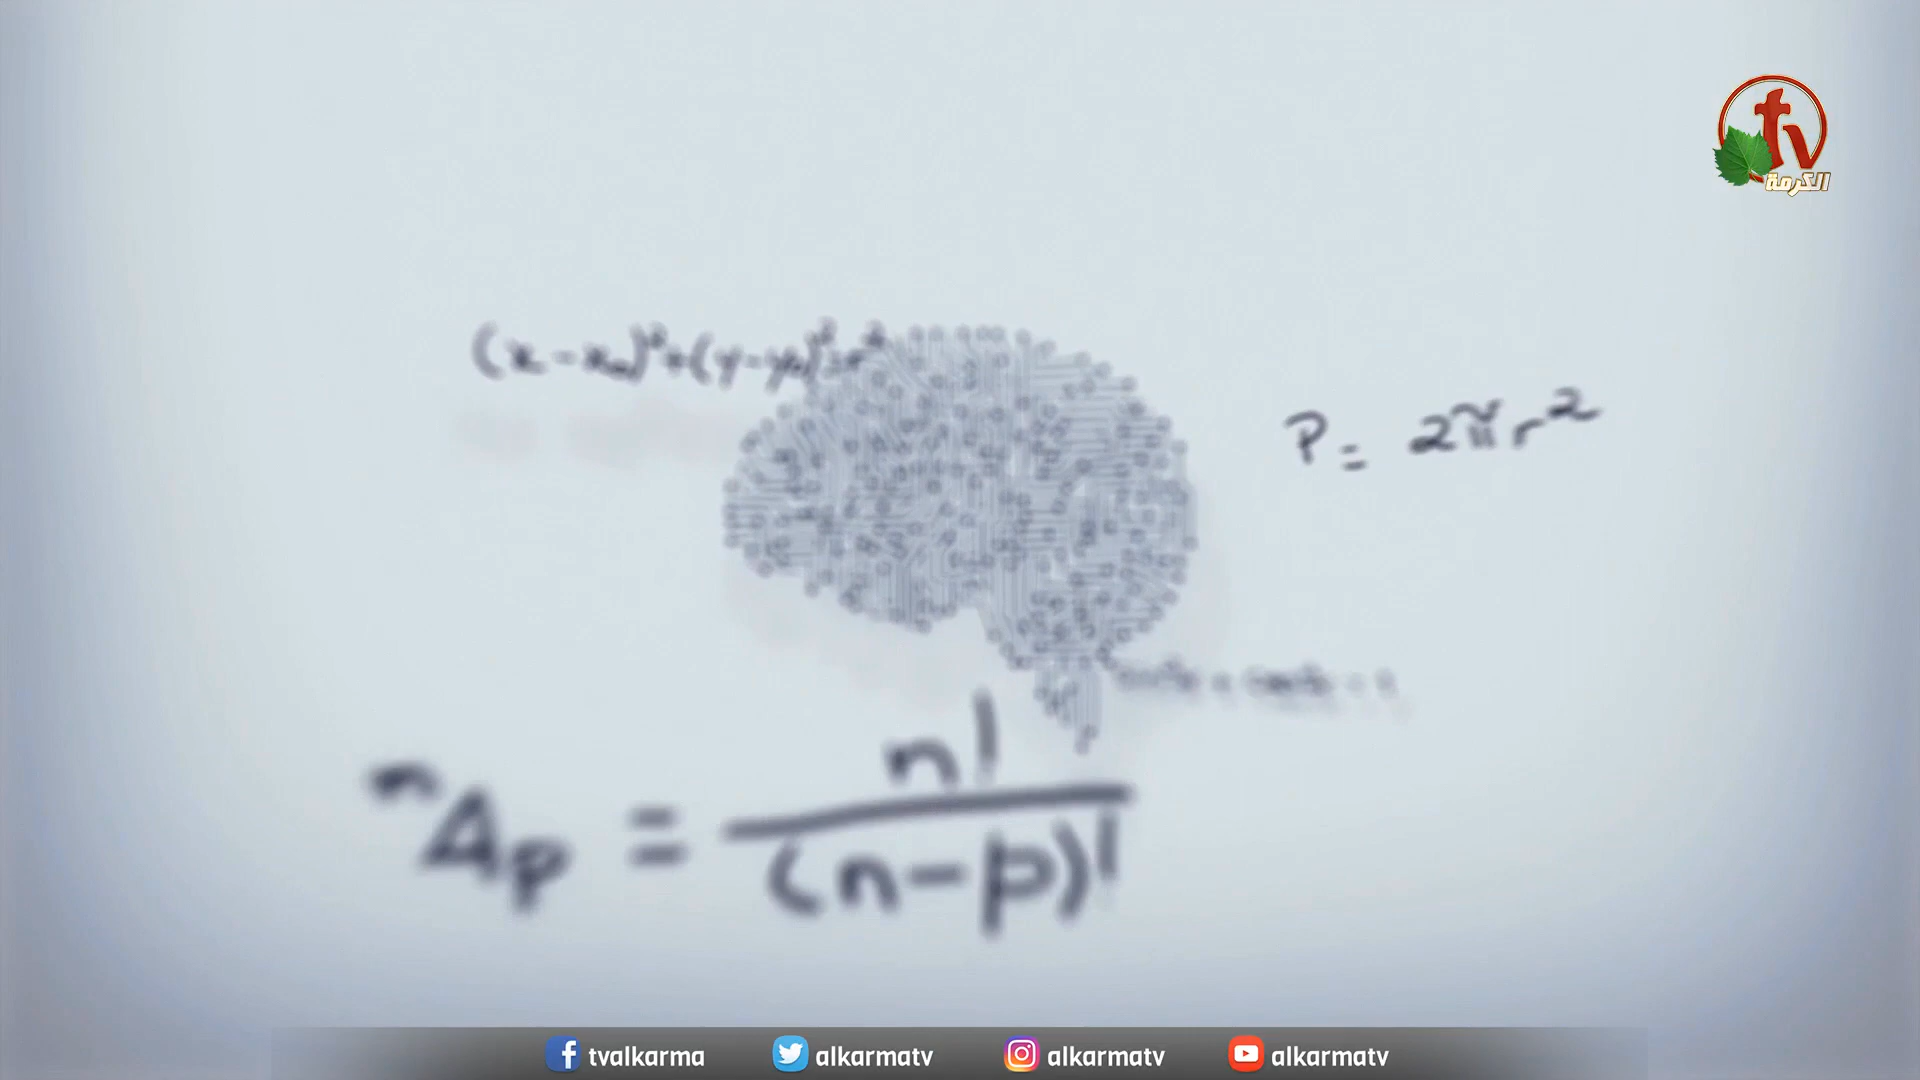 tv
الكرمة
(x-x₀)²+(y-y₀)²=r²
P = 2πr²
ⁿAₚ = n! / (n-p)!
tvalkarma alkarmatv alkarmatv alkarmatv